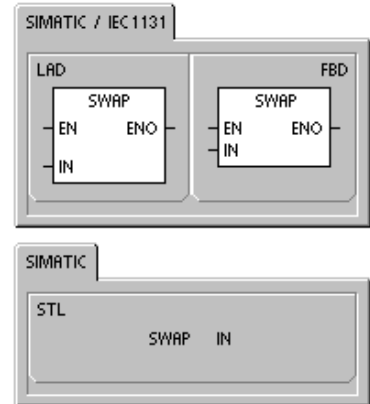 SIMATIC / IEC1131
LAD FBD
SWAP SWAP
EN ENO EN ENO
IN IN
SIMATIC
STL
SWAP IN